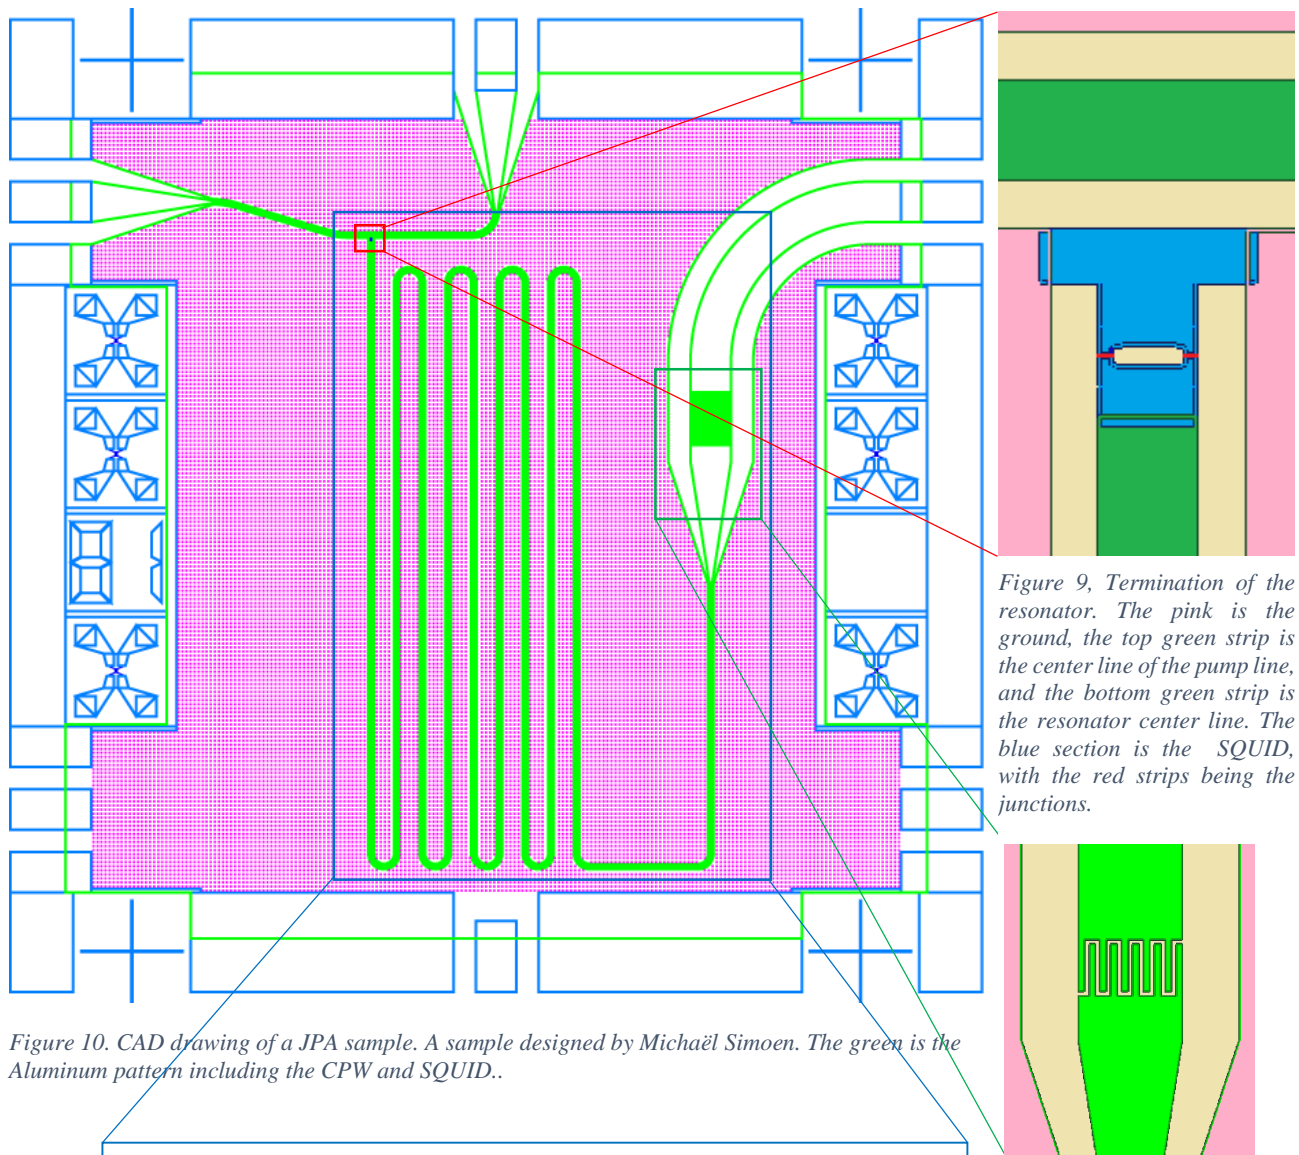 Figure 9, Termination of the
resonator. The pink is the
ground, the top green strip is
the center line of the pump line,
and the bottom green strip is
the resonator center line. The
blue section is the SQUID,
with the red strips being the
junctions.
Figure 10. CAD drawing of a JPA sample. A sample designed by Michaël Simoen. The green is the
Aluminum pattern including the CPW and SQUID..